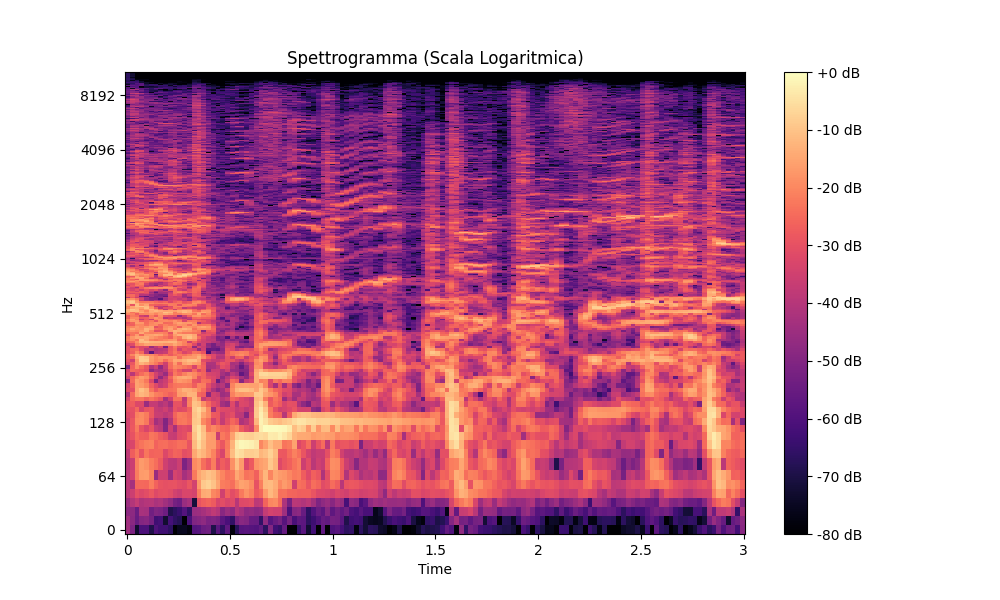 Spettrogramma (Scala Logaritmica)
Hz
8192
4096
2048
1024
512
256
128
64
0
0
0.5
1
1.5
2
2.5
3
Time
+0 dB
-10 dB
-20 dB
-30 dB
-40 dB
-50 dB
-60 dB
-70 dB
-80 dB